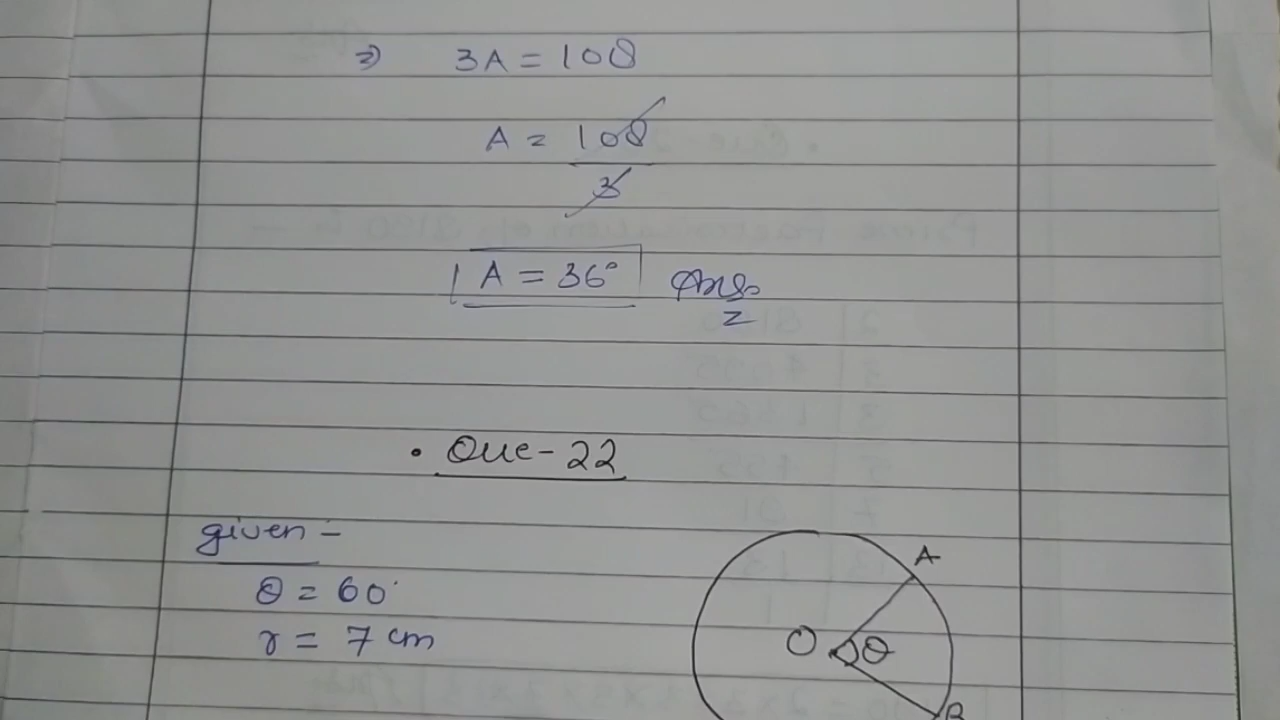 ⇒ 3A = 108
A = 108
3
A = 36° Ans
• Que-22
given -
θ = 60°
r = 7 cm
A
O θ
B